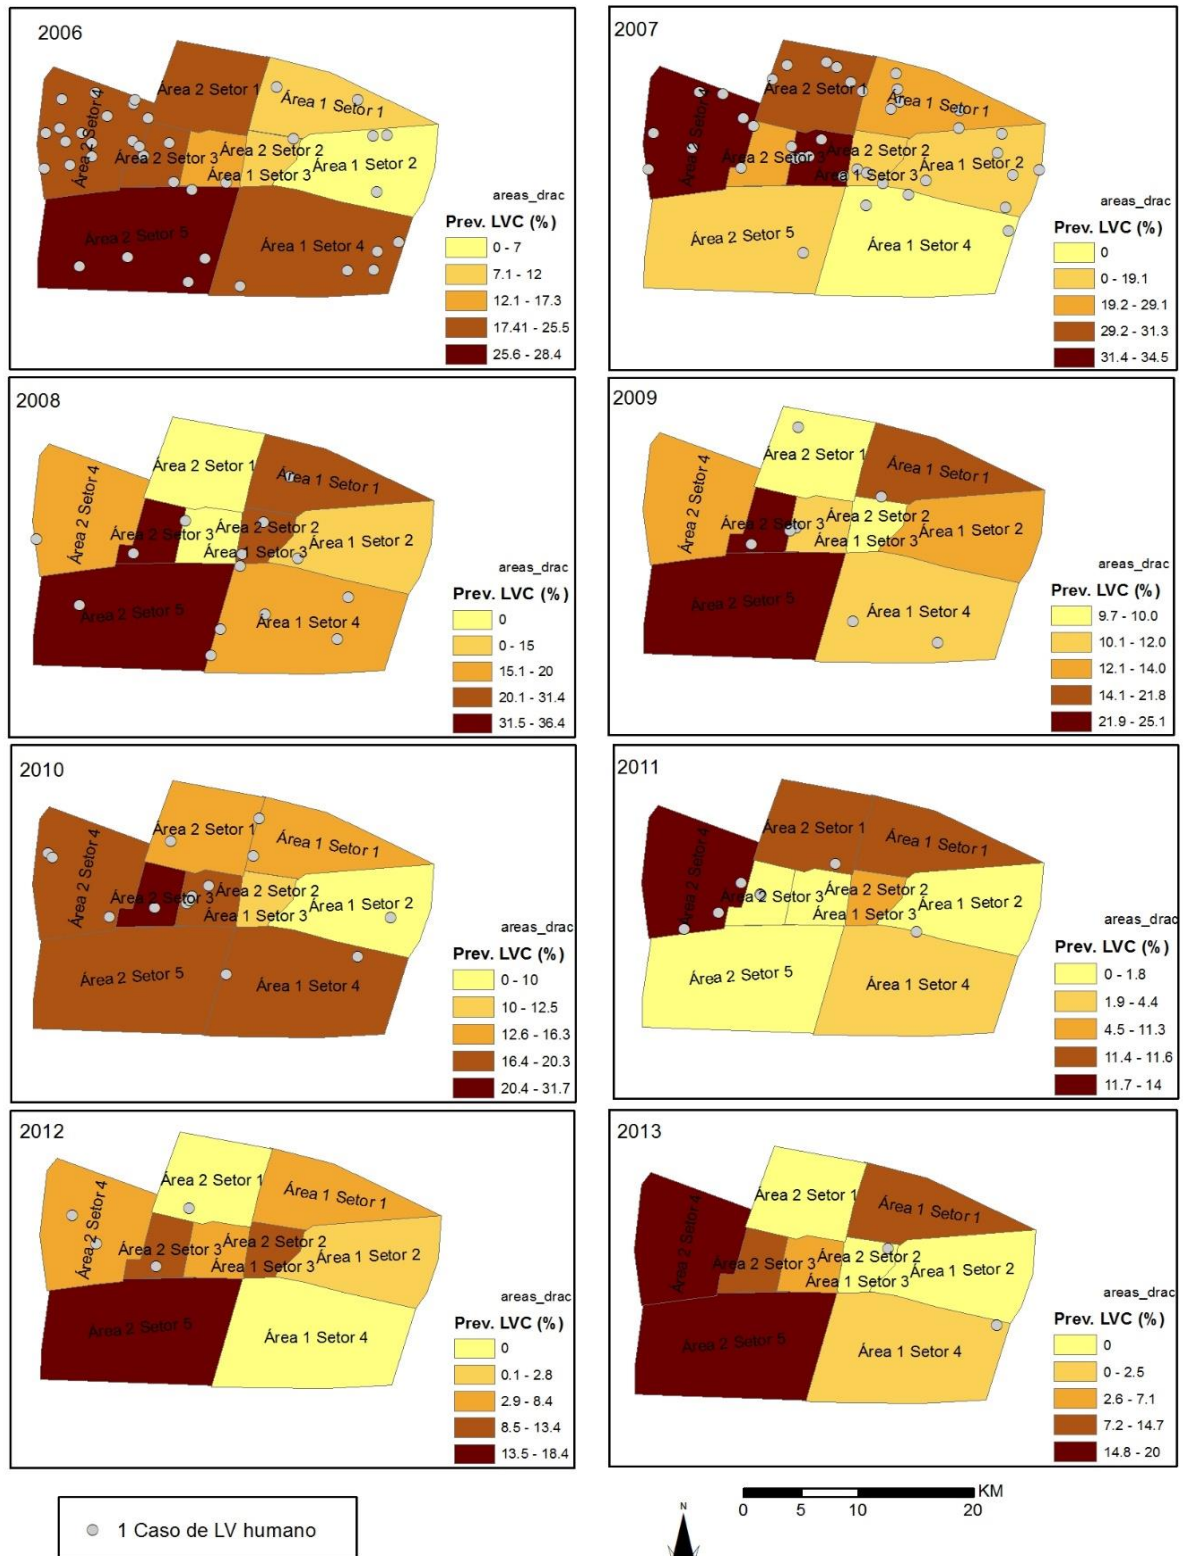 2006
Área 2 Setor 1
Área 1 Setor 1
Área 2 Setor 4
Área 2 Setor 3
Área 2 Setor 2
Área 1 Setor 3
Área 1 Setor 2
Área 2 Setor 5
Área 1 Setor 4
areas_drac
Prev. LVC (%)
0 - 7
7.1 - 12
12.1 - 17.3
17.41 - 25.5
25.6 - 28.4
2007
Área 2 Setor 1
Área 1 Setor 1
Área 2 Setor 4
Área 2 Setor 3
Área 2 Setor 2
Área 1 Setor 3
Área 1 Setor 2
Área 2 Setor 5
Área 1 Setor 4
areas_drac
Prev. LVC (%)
0
0 - 19.1
19.2 - 29.1
29.2 - 31.3
31.4 - 34.5
2008
Área 2 Setor 1
Área 1 Setor 1
Área 2 Setor 4
Área 2 Setor 3
Área 2 Setor 2
Área 1 Setor 3
Área 1 Setor 2
Área 2 Setor 5
Área 1 Setor 4
areas_drac
Prev. LVC (%)
0
0 - 15
15.1 - 20
20.1 - 31.4
31.5 - 36.4
2009
Área 2 Setor 1
Área 1 Setor 1
Área 2 Setor 4
Área 2 Setor 3
Área 2 Setor 2
Área 1 Setor 3
Área 1 Setor 2
Área 2 Setor 5
Área 1 Setor 4
areas_drac
Prev. LVC (%)
9.7 - 10.0
10.1 - 12.0
12.1 - 14.0
14.1 - 21.8
21.9 - 25.1
2010
Área 2 Setor 1
Área 1 Setor 1
Área 2 Setor 4
Área 2 Setor 3
Área 2 Setor 2
Área 1 Setor 3
Área 1 Setor 2
Área 2 Setor 5
Área 1 Setor 4
areas_drac
Prev. LVC (%)
0 - 10
10 - 12.5
12.6 - 16.3
16.4 - 20.3
20.4 - 31.7
2011
Área 2 Setor 1
Área 1 Setor 1
Área 2 Setor 4
Área 2 Setor 3
Área 2 Setor 2
Área 1 Setor 3
Área 1 Setor 2
Área 2 Setor 5
Área 1 Setor 4
areas_drac
Prev. LVC (%)
0 - 1.8
1.9 - 4.4
4.5 - 11.3
11.4 - 11.6
11.7 - 14
2012
Área 2 Setor 1
Área 1 Setor 1
Área 2 Setor 4
Área 2 Setor 3
Área 2 Setor 2
Área 1 Setor 3
Área 1 Setor 2
Área 2 Setor 5
Área 1 Setor 4
areas_drac
Prev. LVC (%)
0
0.1 - 2.8
2.9 - 8.4
8.5 - 13.4
13.5 - 18.4
2013
Área 2 Setor 1
Área 1 Setor 1
Área 2 Setor 4
Área 2 Setor 3
Área 2 Setor 2
Área 1 Setor 3
Área 1 Setor 2
Área 2 Setor 5
Área 1 Setor 4
areas_drac
Prev. LVC (%)
0
0 - 2.5
2.6 - 7.1
7.2 - 14.7
14.8 - 20
1 Caso de LV humano
N
KM
0 5 10 20